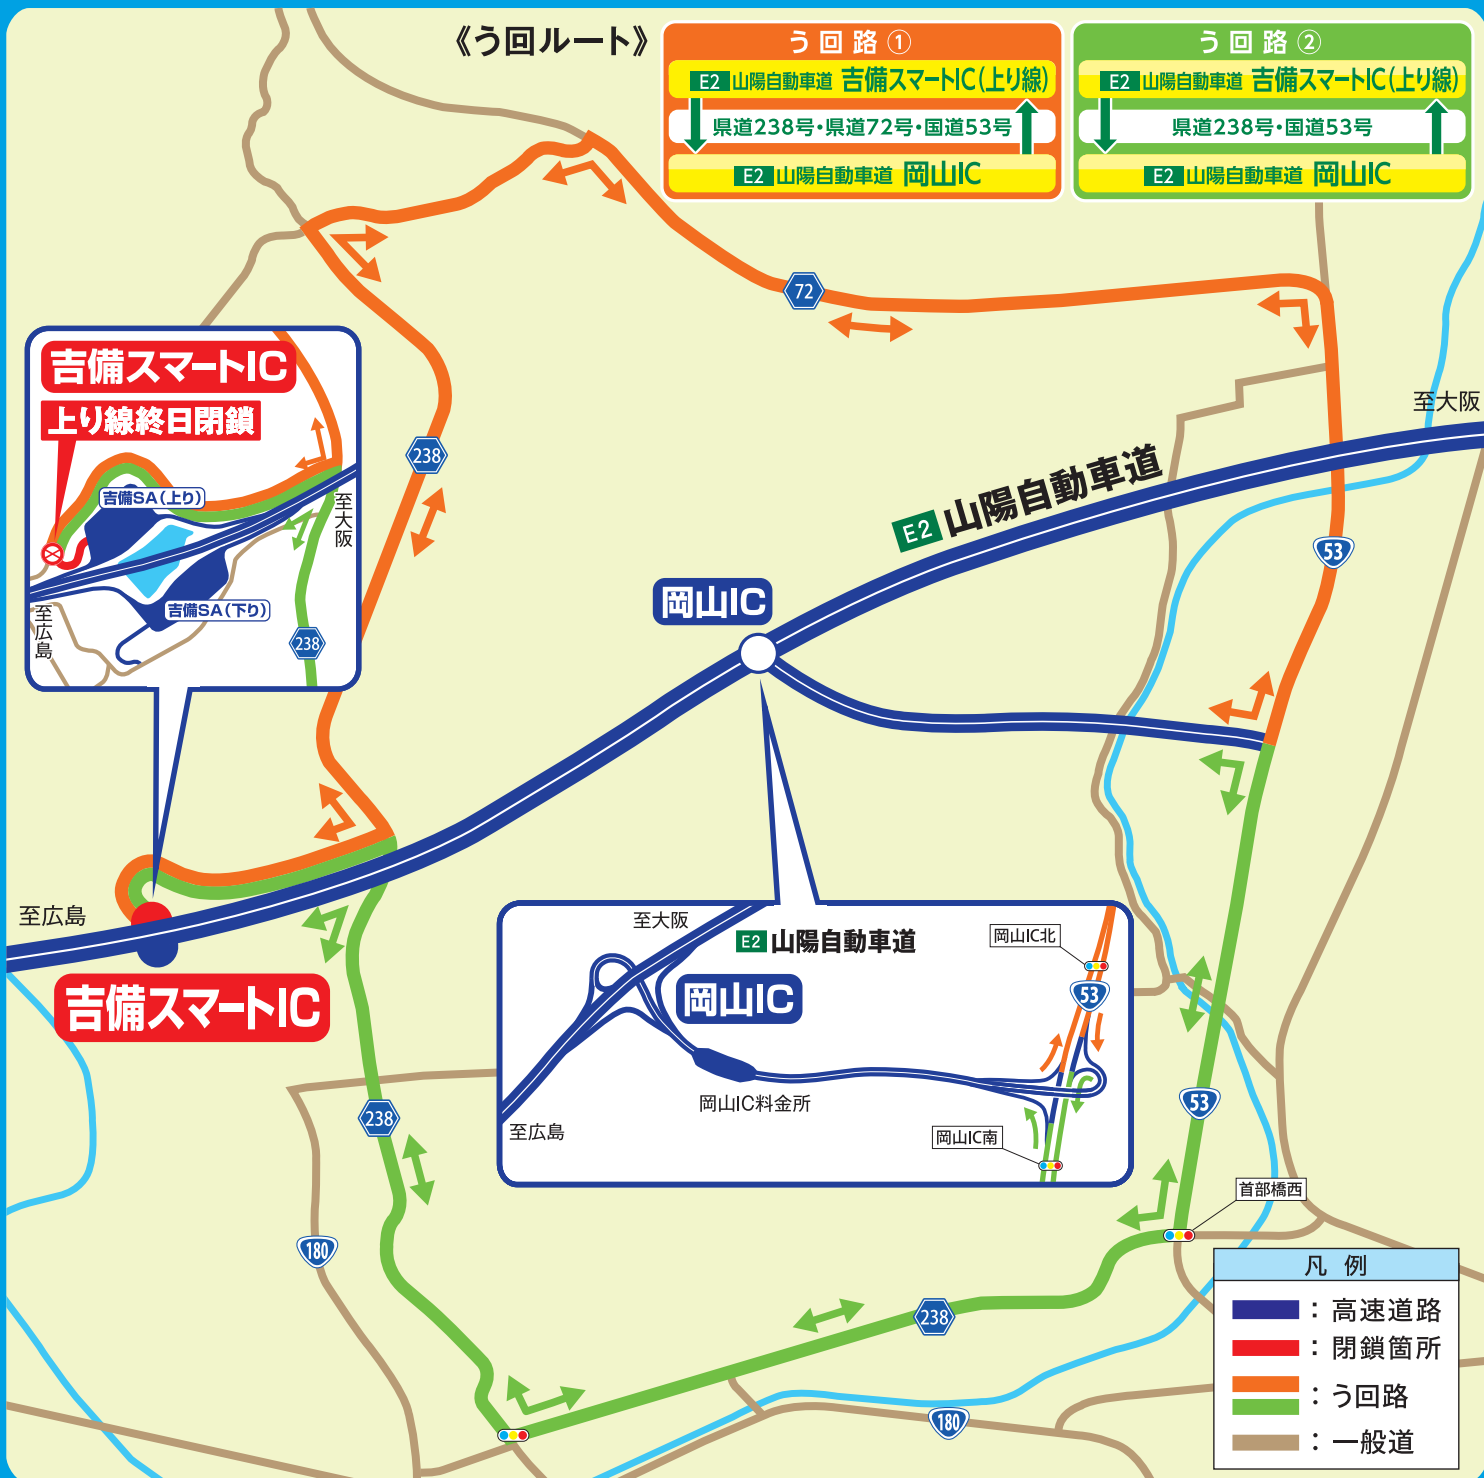 《う回ルート》
う回路①
E2 山陽自動車道 吉備スマートIC（上り線）
県道238号・県道72号・国道53号
E2 山陽自動車道 岡山IC
う回路②
E2 山陽自動車道 吉備スマートIC（上り線）
県道238号・国道53号
E2 山陽自動車道 岡山IC
72
吉備スマートIC
上り線終日閉鎖
吉備SA（上り）
至大阪
吉備SA（下り）
至広島
238
238
至大阪
E2 山陽自動車道
53
岡山IC
至広島
吉備スマートIC
至大阪
E2 山陽自動車道
岡山IC北
岡山IC
53
岡山IC料金所
至広島
岡山IC南
238
53
首部橋西
180
238
180
凡例
：高速道路
：閉鎖箇所
：う回路
：一般道